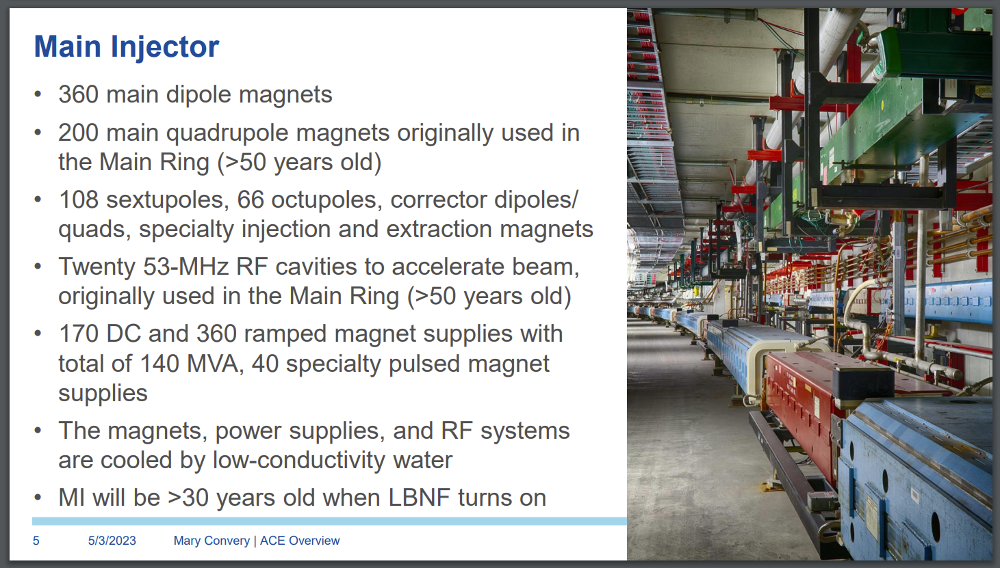 Main Injector
• 360 main dipole magnets
• 200 main quadrupole magnets originally used in
the Main Ring (>50 years old)
• 108 sextupoles, 66 octupoles, corrector dipoles/
quads, specialty injection and extraction magnets
• Twenty 53-MHz RF cavities to accelerate beam,
originally used in the Main Ring (>50 years old)
• 170 DC and 360 ramped magnet supplies with
total of 140 MVA, 40 specialty pulsed magnet
supplies
• The magnets, power supplies, and RF systems
are cooled by low-conductivity water
• MI will be >30 years old when LBNF turns on
5 5/3/2023 Mary Convery | ACE Overview